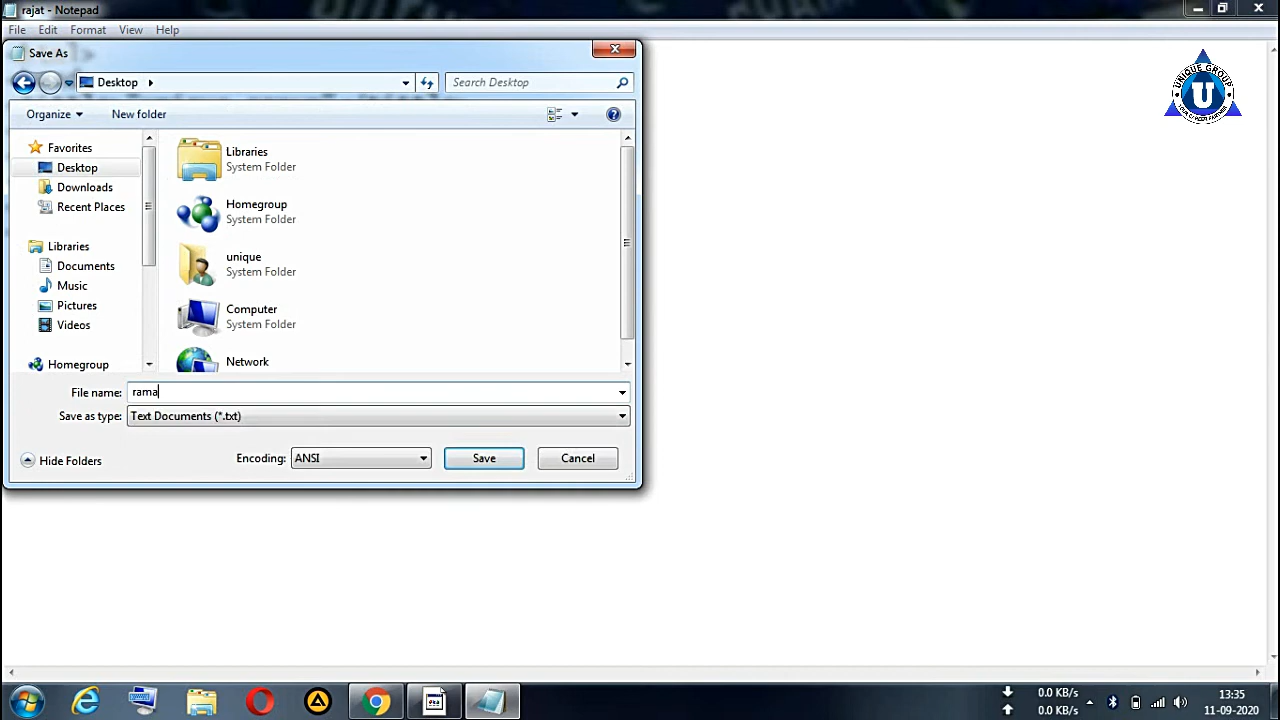 rajat - Notepad
File Edit Format View Help
Save As
Desktop
Search Desktop
Organize New folder
Favorites
Desktop
Downloads
Recent Places
Libraries
Documents
Music
Pictures
Videos
Homegroup
Libraries
System Folder
Homegroup
System Folder
unique
System Folder
Computer
System Folder
Network
File name: rama
Save as type: Text Documents (*.txt)
Hide Folders Encoding: ANSI Save Cancel
UNIQUE GROUP
U
0.0 KB/s
0.0 KB/s
13:35
11-09-2020